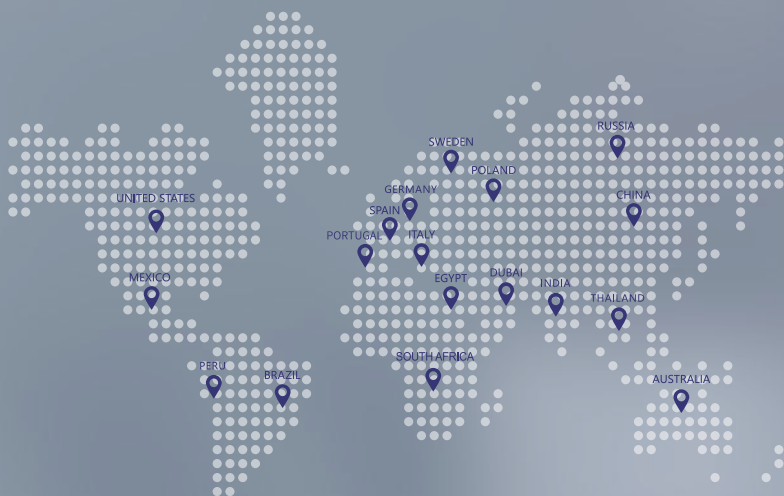 RUSSIA
SWEDEN
POLAND
GERMANY
UNITED STATES
CHINA
SPAIN
PORTUGAL
ITALY
MEXICO
EGYPT
DUBAI
INDIA
THAILAND
SOUTH AFRICA
PERU
BRAZIL
AUSTRALIA